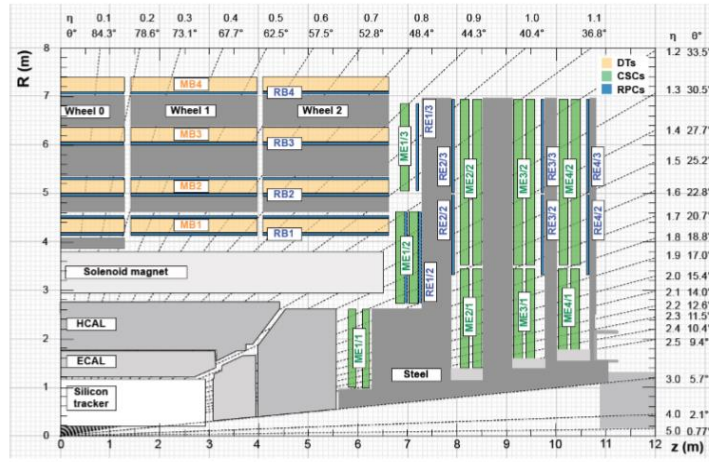 η 0.1 0.2 0.3 0.4 0.5 0.6 0.7 0.8 0.9 1.0 1.1 η θ°
θ° 84.3° 78.6° 73.1° 67.7° 62.5° 57.5° 52.8° 48.4° 44.3° 40.4° 36.8°
R (m)
8
7
6
5
4
3
2
1
0
1.2 33.5°
1.3 30.5°
1.4 27.7°
1.5 25.2°
1.6 22.8°
1.7 20.7°
1.8 18.8°
1.9 17.0°
2.0 15.4°
2.1 14.0°
2.2 12.6°
2.3 11.5°
2.4 10.4°
2.5 9.4°
3.0 5.7°
4.0 2.1°
5.0 0.77°
DTs
CSCs
RPCs
MB4
RB4
Wheel 0
Wheel 1
Wheel 2
MB3
RB3
MB2
RB2
MB1
RB1
Solenoid magnet
HCAL
ECAL
Silicon
tracker
Steel
ME1/3
RE1/3
ME1/2
RE1/2
ME1/1
RE2/3
ME2/2
RE2/2
ME2/1
ME3/2
RE3/3
RE3/2
ME3/1
ME4/2
RE4/3
RE4/2
ME4/1
0 1 2 3 4 5 6 7 8 9 10 11 12
z (m)